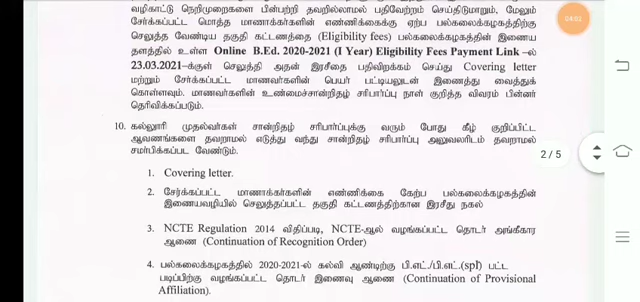 வழிகாட்டு நெறிமுறைகளை பின்பற்றி தவறில்லாமல் பதிவேற்றம் செய்திடுமாறும், மேலும்
சேர்க்கப்பட்ட மொத்த மாணாக்கர்களின் எண்ணிக்கைக்கு ஏற்ப பல்கலைக்கழகத்திற்கு
செலுத்த வேண்டிய தகுதி கட்டணத்தை (Eligibility fees) பல்கலைக்கழகத்தின் இணைய
தளத்தில் உள்ள Online B.Ed. 2020-2021 (I Year) Eligibility Fees Payment Link -ல்
23.03.2021-க்குள் செலுத்தி அதன் இரசீதை பதிவிறக்கம் செய்து Covering letter
மற்றும் சேர்க்கப்பட்ட மாணவர்களின் பெயர் பட்டியலுடன் இணைத்து வைத்துக்
கொள்ளவும். மாணவர்களின் உண்மைச்சான்றிதழ் சரிபார்ப்பு நாள் குறித்த விவரம் பின்னர்
தெரிவிக்கப்படும்.
10. கல்லூரி முதல்வர்கள் சான்றிதழ் சரிபார்ப்புக்கு வரும் போது கீழ் குறிப்பிட்ட
ஆவணங்களை தவறாமல் எடுத்து வந்து சான்றிதழ் சரிபார்ப்பு அலுவலரிடம் தவறாமல்
சமர்பிக்கப்பட வேண்டும்.
1. Covering letter.
2. சேர்க்கப்பட்ட மாணாக்கர்களின் எண்ணிக்கை கேற்ப பல்கலைக்கழகத்தின்
இணையவழியில் செலுத்தப்பட்ட தகுதி கட்டணத்திற்கான இரசீது நகல்
3. NCTE Regulation 2014 விதிப்படி, NCTE-ஆல் வழங்கப்பட்ட தொடர் அங்கீகார
ஆணை (Continuation of Recognition Order)
4. பல்கலைக்கழகத்தில் 2020-2021-ல் கல்வி ஆண்டிற்கு பி.எட்./பி.எட்.(spl) பட்ட
படிப்பிற்கு வழங்கப்பட்ட தொடர் இணைவு ஆணை (Continuation of Provisional
Affiliation).
04:02
2 / 5